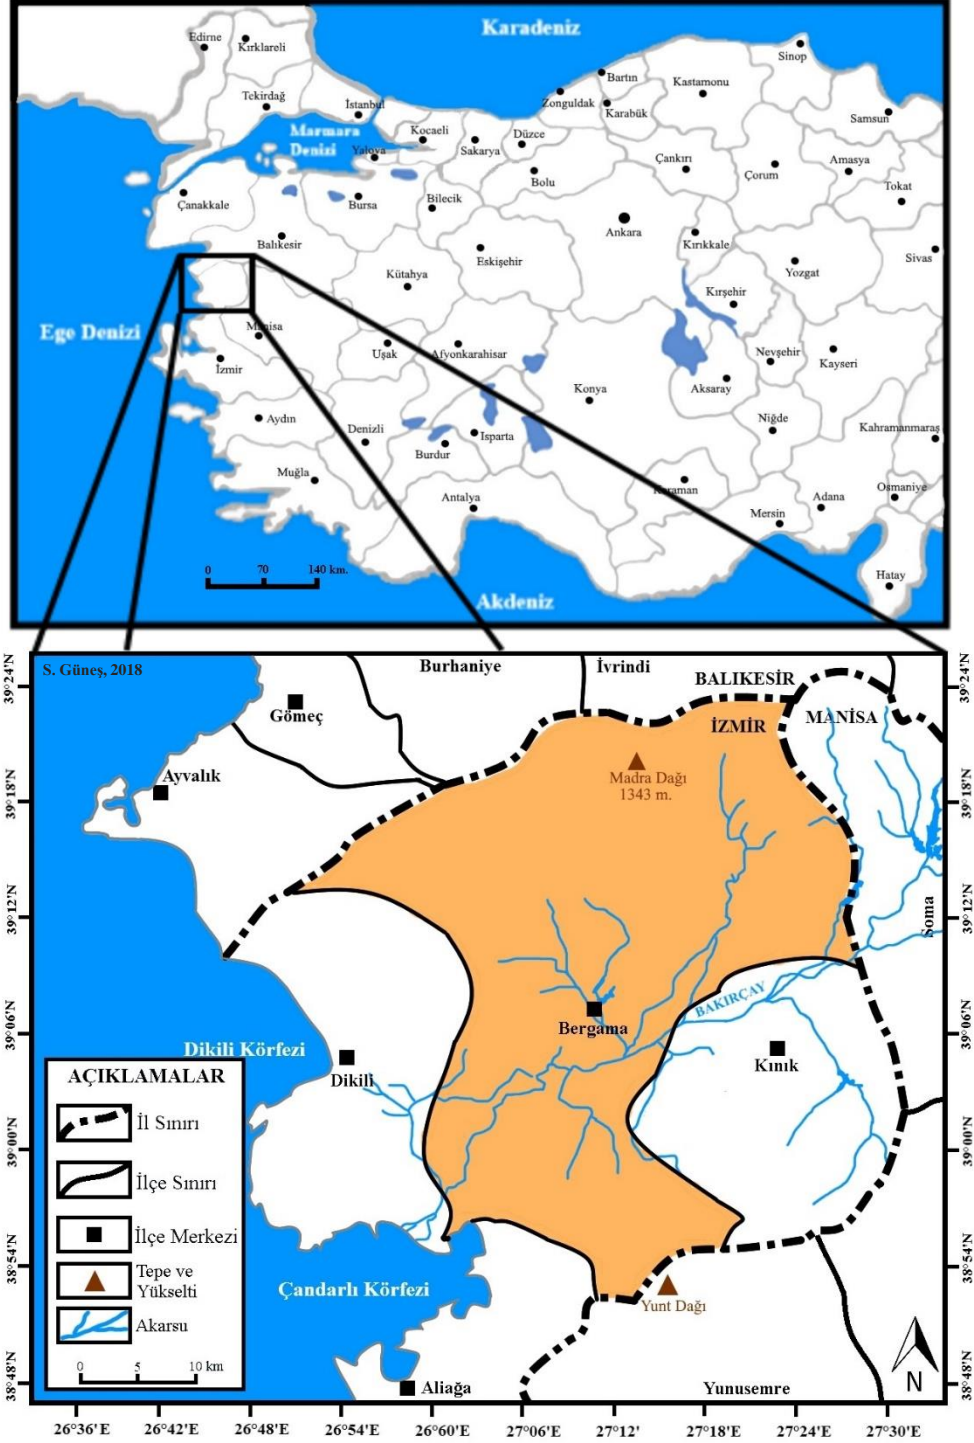 Karadeniz
Edirne
Kırklareli
Sinop
Bartın
Kastamonu
Tekirdağ
İstanbul
Zonguldak
Karabük
Samsun
Marmara
Denizi
Kocaeli
Düzce
Yalova
Sakarya
Çankırı
Çorum
Amasya
Bolu
Tokat
Çanakkale
Bursa
Bilecik
Ankara
Kırıkkale
Balıkesir
Eskişehir
Sivas
Kütahya
Yozgat
Kırşehir
Ege Denizi
Manisa
Uşak
Afyonkarahisar
Nevşehir
Kayseri
İzmir
Konya
Aksaray
Aydın
Denizli
Isparta
Niğde
Kahramanmaraş
Burdur
Muğla
Antalya
Karaman
Adana
Osmaniye
Mersin
0 70 140 km.
Hatay
Akdeniz
S. Güneş, 2018
Burhaniye
İvrindi
BALIKESİR
39°24'N
39°24'N
Gömeç
İZMİR
MANİSA
Ayvalık
Madra Dağı
1343 m.
39°18'N
39°18'N
39°12'N
39°12'N
Soma
BAKIRÇAY
Bergama
39°06'N
39°06'N
Dikili Körfezi
Kınık
Dikili
AÇIKLAMALAR
İl Sınırı
İlçe Sınırı
İlçe Merkezi
Tepe ve
Yükselti
Akarsu
0 5 10 km
39°00'N
39°00'N
38°54'N
38°54'N
Çandarlı Körfezi
Yunt Dağı
38°48'N
38°48'N
Aliağa
Yunusemre
N
26°36'E 26°42'E 26°48'E 26°54'E 26°0'E 27°06'E 27°12' 27°18'E 27°24'E 27°30'E